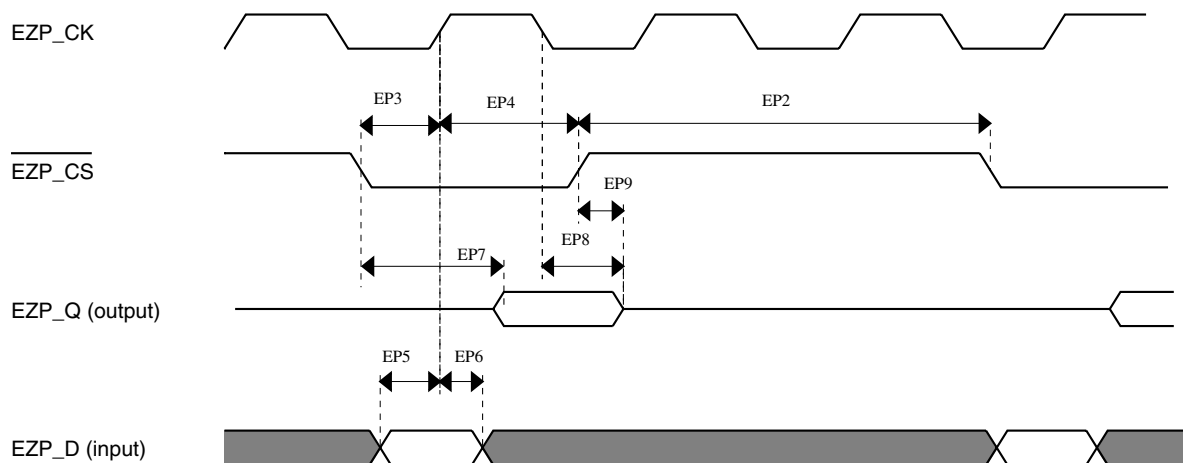 EZP_CK
EP3
EP4
EP2
EZP_CS
EP9
EP8
EP7
EZP_Q (output)
EP5
EP6
EZP_D (input)